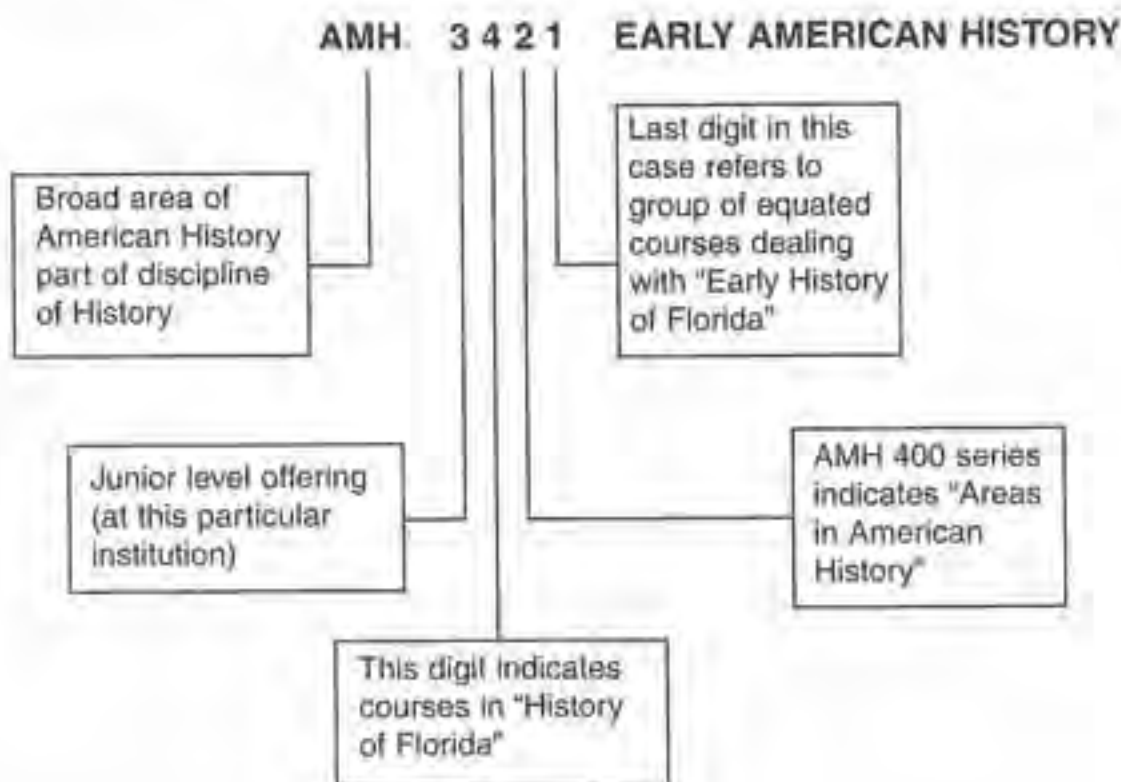 AMH 3 4 2 1 EARLY AMERICAN HISTORY
Broad area of
American History
part of discipline
of History
Last digit in this
case refers to
group of equated
courses dealing
with "Early History
of Florida"
Junior level offering
(at this particular
institution)
AMH 400 series
indicates "Areas
in American
History"
This digit indicates
courses in "History
of Florida"